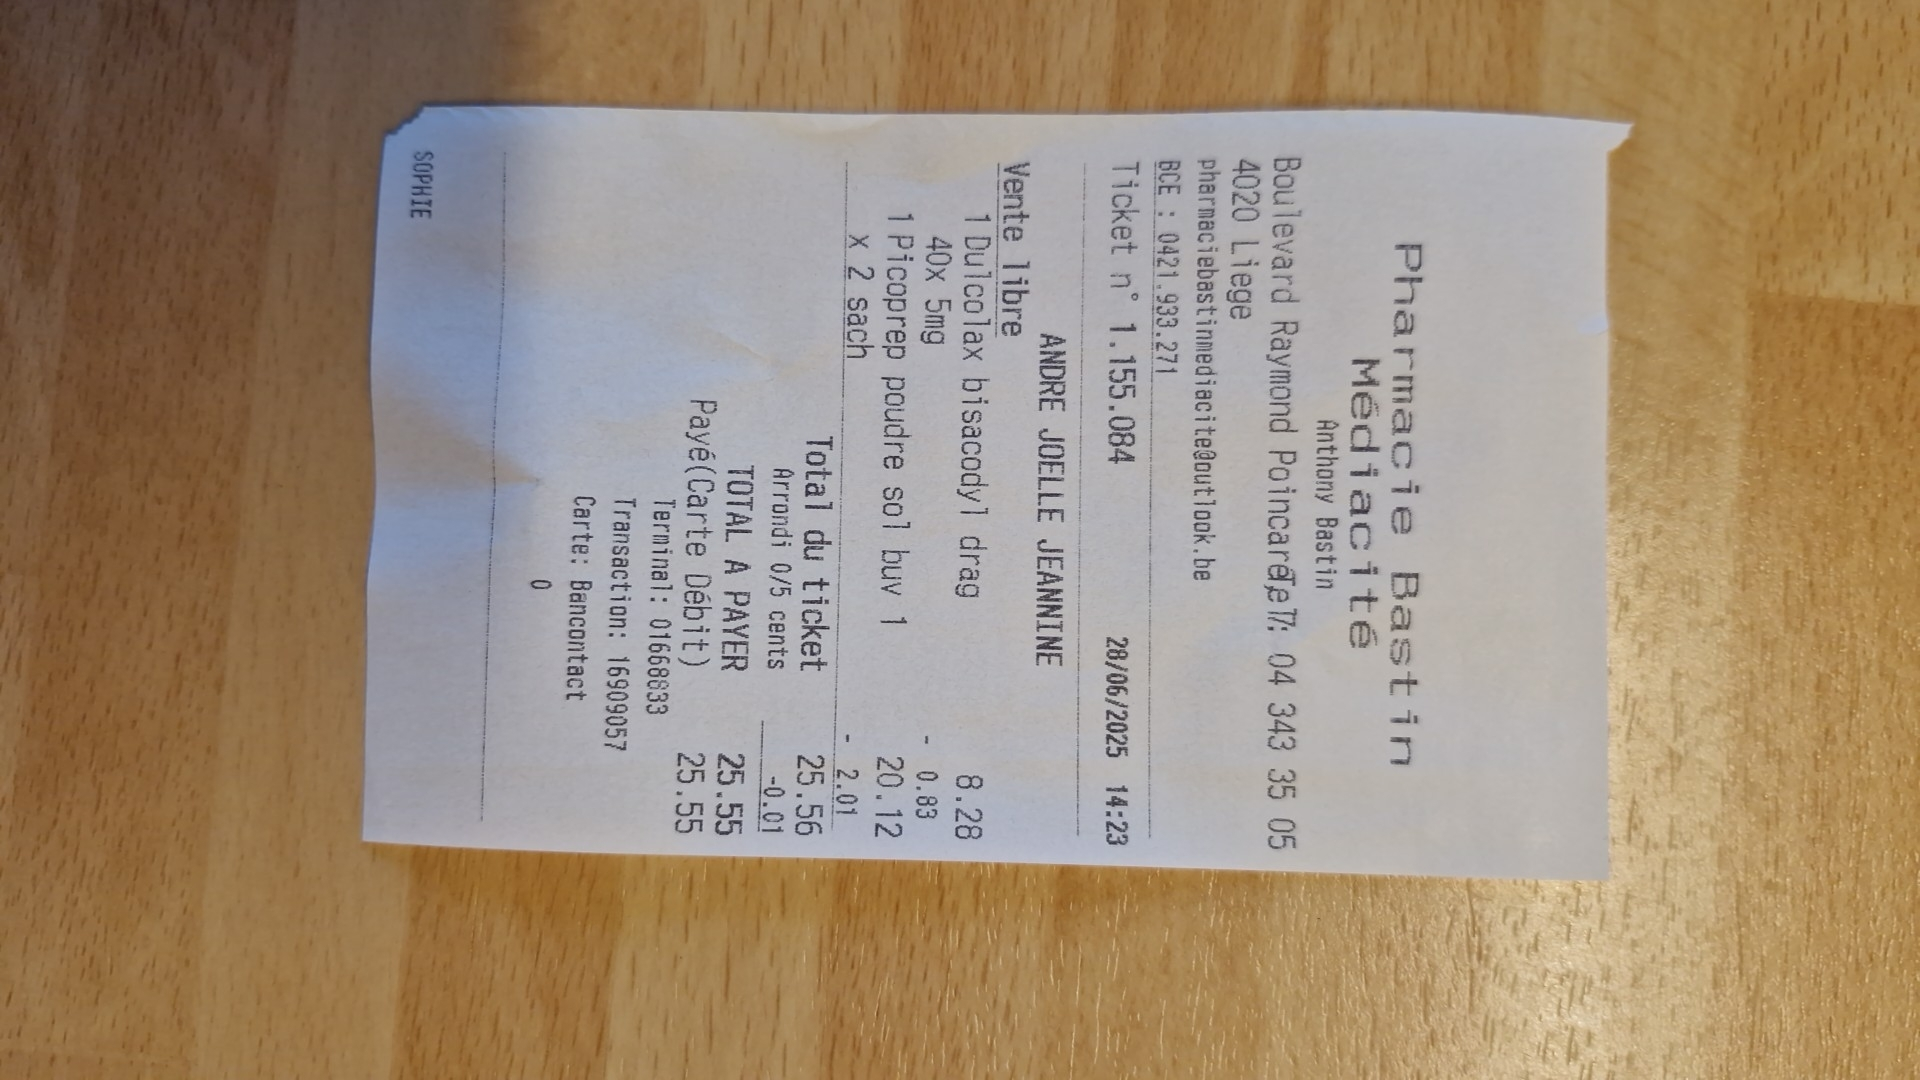 Pharmacie Bastin
Médiacité
Anthony Bastin
Boulevard Raymond Poincaré, 7 Tel: 04 343 35 05
4020 Liege
pharmaciebastinmediacite@outlook.be
BCE : 0421.933.271
Ticket n° 1.155.084 28/06/2025 14:23
ANDRE JOELLE JEANNINE
Vente libre
1 Dulcolax bisacodyl drag 8.28
40x 5mg - 0.83
1 Picoprep poudre sol buv 1 20.12
x 2 sach - 2.01
Total du ticket 25.56
Arrondi 0/5 cents -0.01
TOTAL A PAYER 25.55
Payé(Carte Débit) 25.55
Terminal: 01668833
Transaction: 16909057
Carte: Bancontact
0
SOPHIE